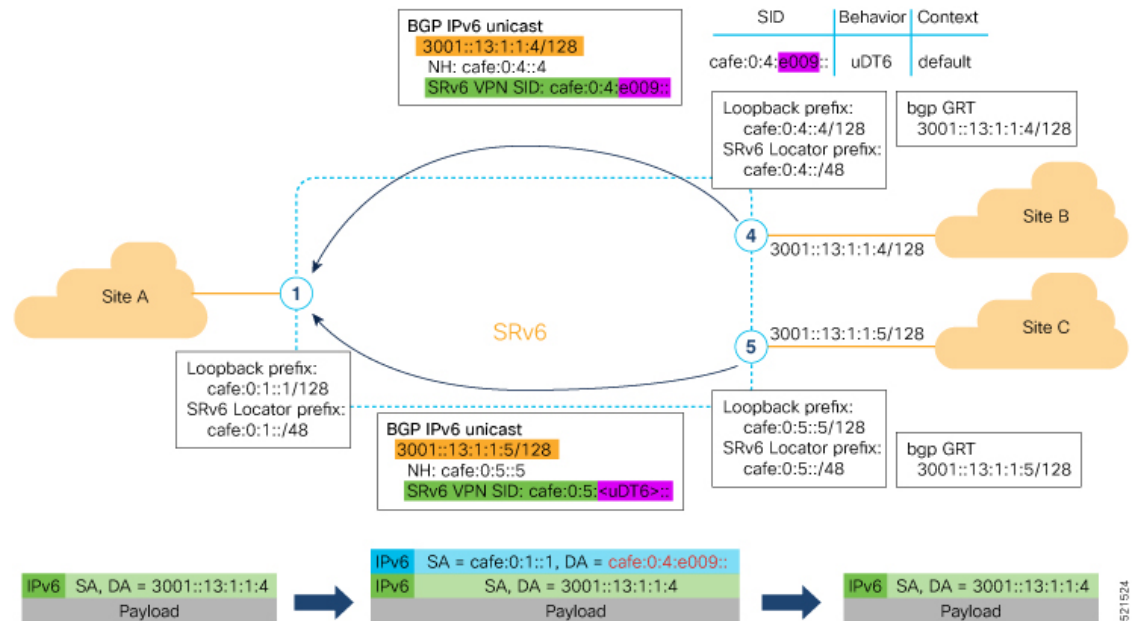 BGP IPv6 unicast
3001::13:1:1:4/128
NH: cafe:0:4::4
SRv6 VPN SID: cafe:0:4:e009::
SID Behavior Context
cafe:0:4:e009:: uDT6 default
Loopback prefix:
cafe:0:4::4/128
SRv6 Locator prefix:
cafe:0:4::/48
bgp GRT
3001::13:1:1:4/128
Site A
1
SRv6
4
3001::13:1:1:4/128
Site B
5
3001::13:1:1:5/128
Site C
Loopback prefix:
cafe:0:1::1/128
SRv6 Locator prefix:
cafe:0:1::/48
BGP IPv6 unicast
3001::13:1:1:5/128
NH: cafe:0:5::5
SRv6 VPN SID: cafe:0:5:<uDT6>::
Loopback prefix:
cafe:0:5::5/128
SRv6 Locator prefix:
cafe:0:5::/48
bgp GRT
3001::13:1:1:5/128
IPv6 SA, DA = 3001::13:1:1:4
Payload
IPv6 SA = cafe:0:1::1, DA = cafe:0:4:e009::
IPv6 SA, DA = 3001::13:1:1:4
Payload
IPv6 SA, DA = 3001::13:1:1:4
Payload
521524